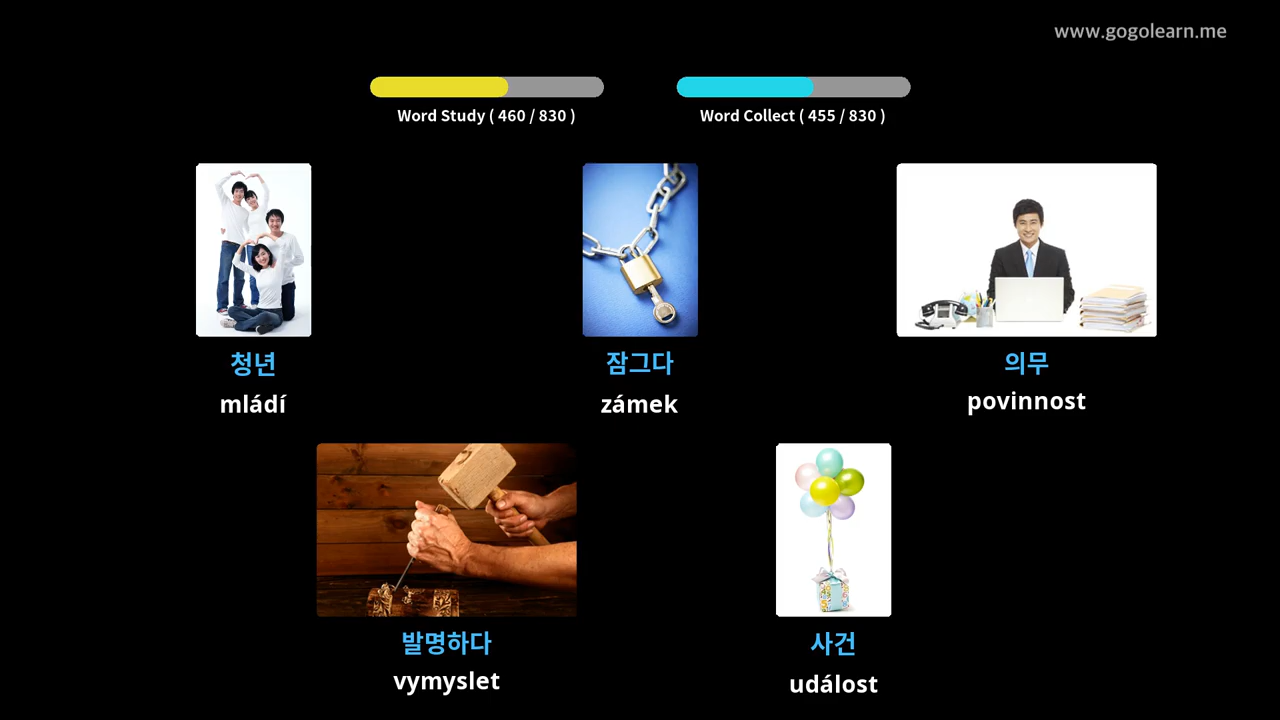 www.gogolearn.me
Word Study ( 460 / 830 )
Word Collect ( 455 / 830 )
청년
잠그다
의무
mládí
zámek
povinnost
발명하다
사건
vymyslet
událost